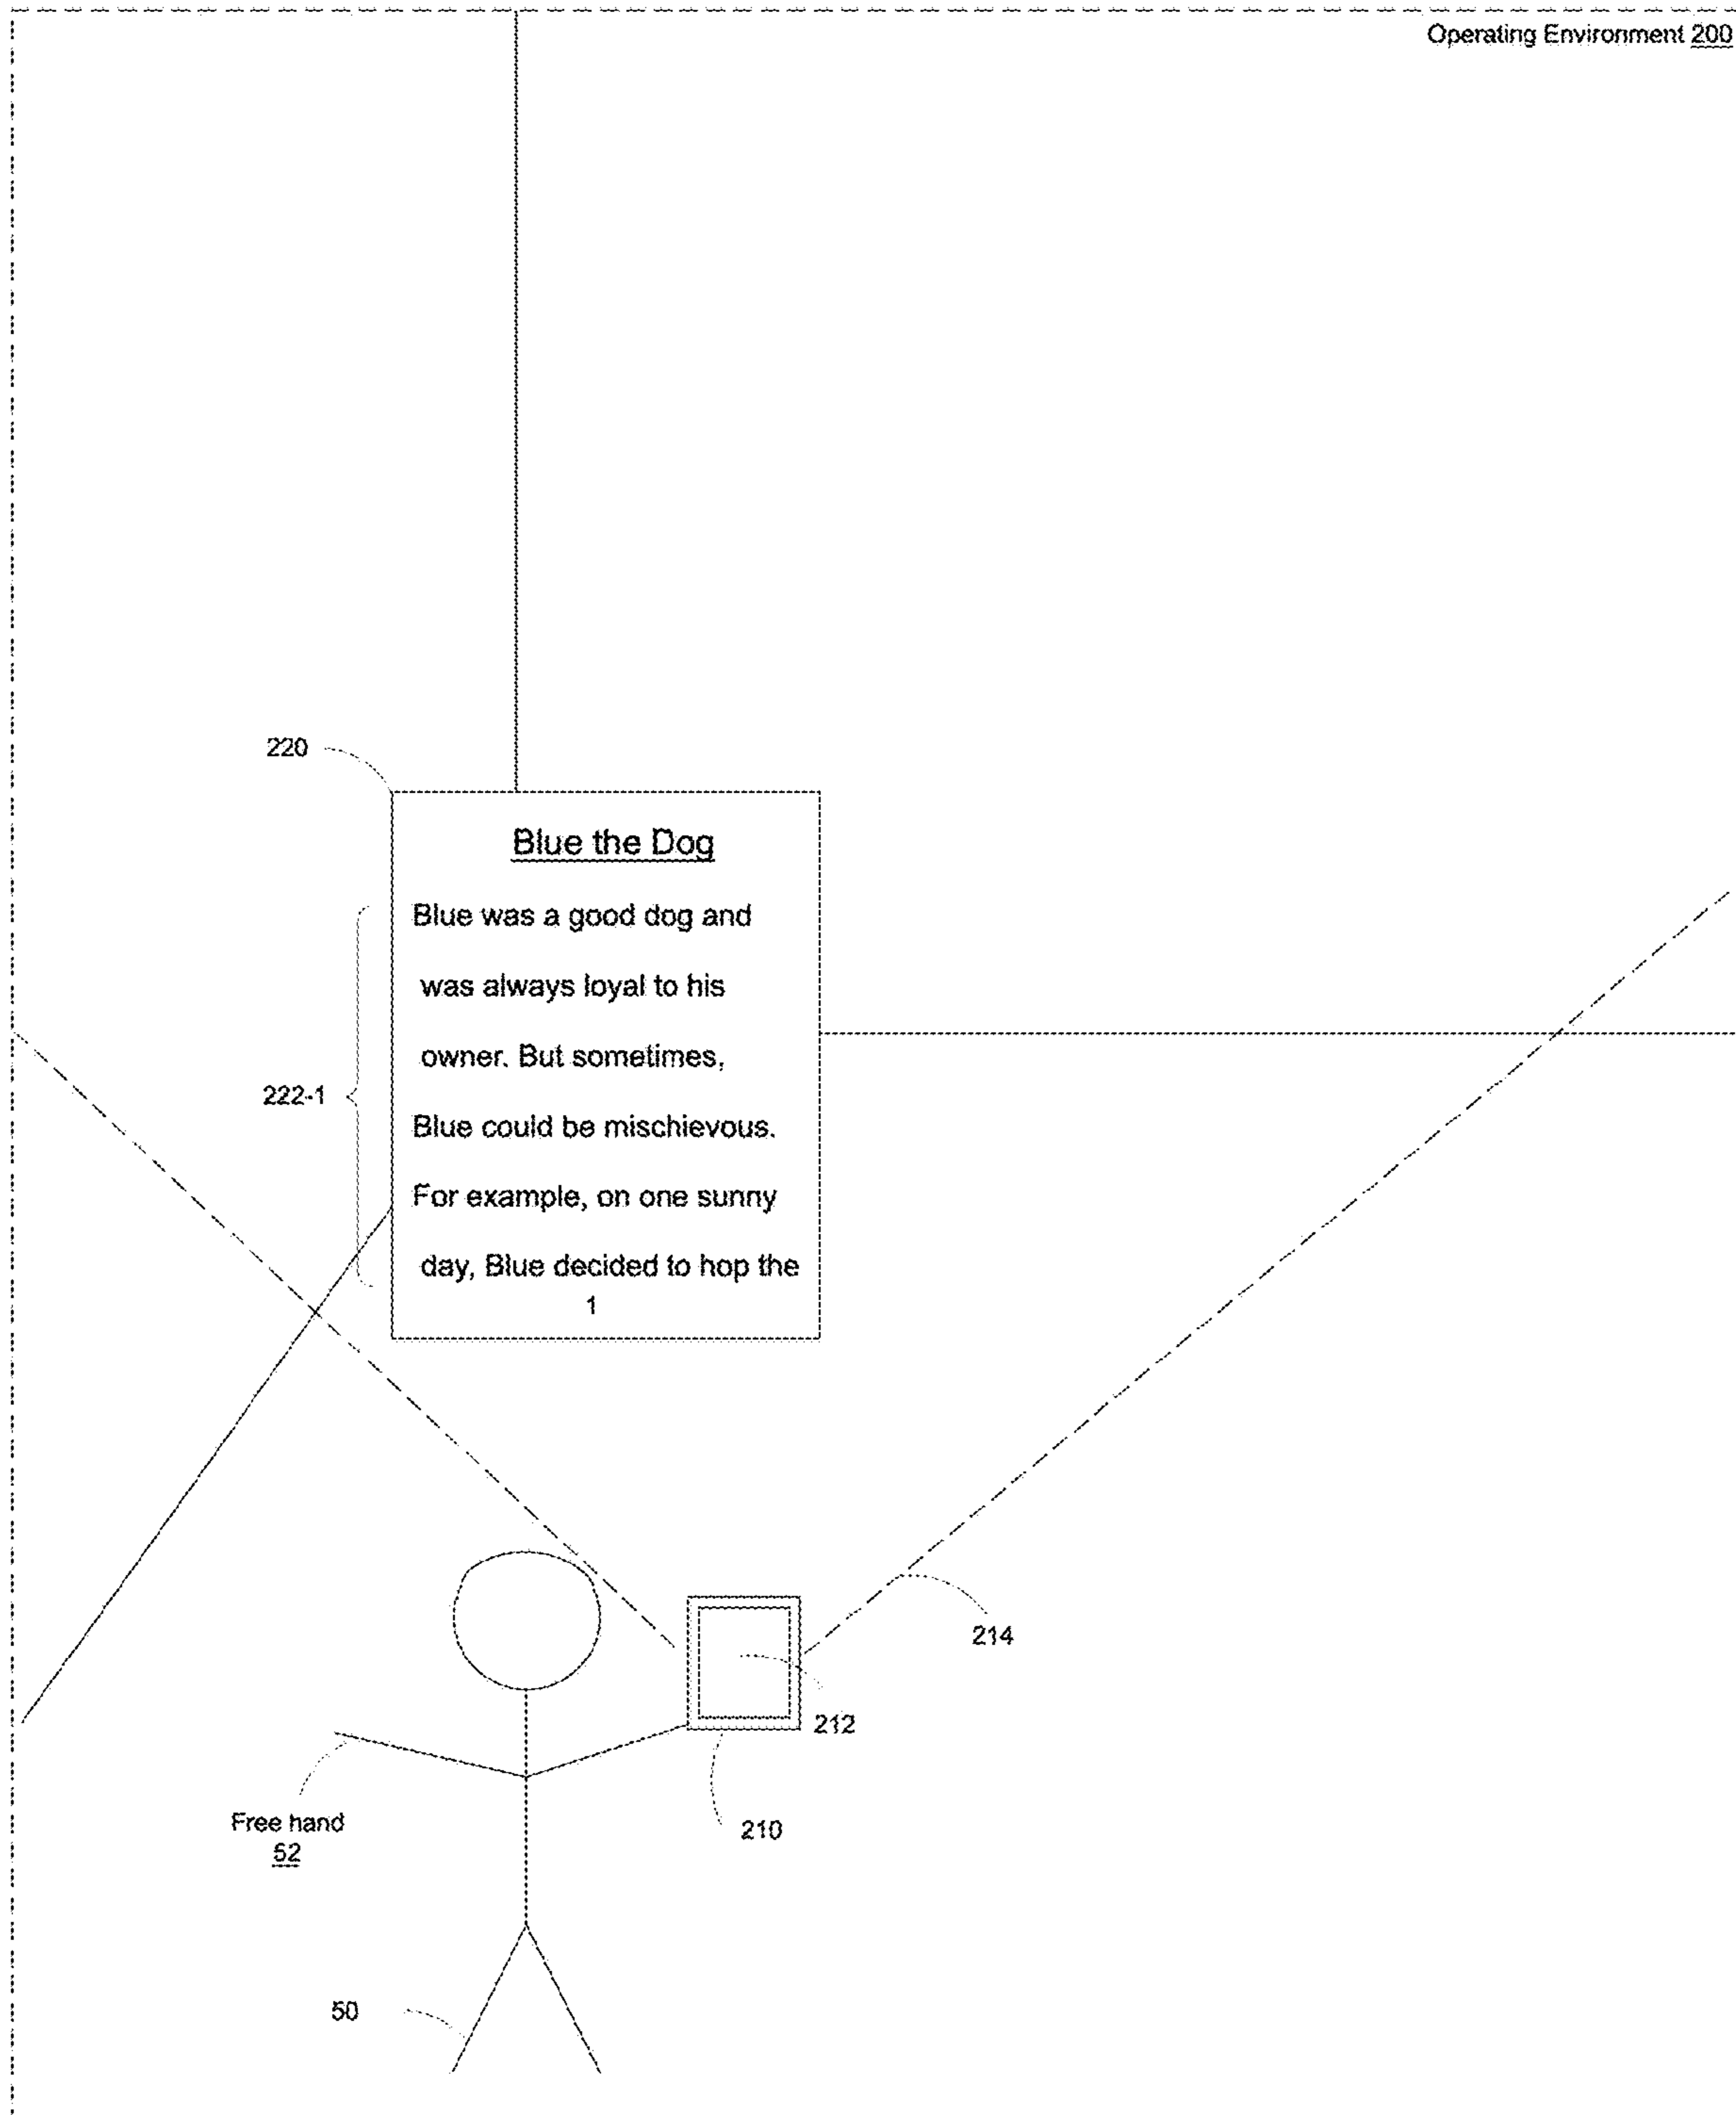 Operating Environment 200
220
Blue the Dog
Blue was a good dog and
was always loyal to his
owner. But sometimes,
222-1
Blue could be mischievous.
For example, on one sunny
day, Blue decided to hop the
1
214
212
Free hand
52
210
50